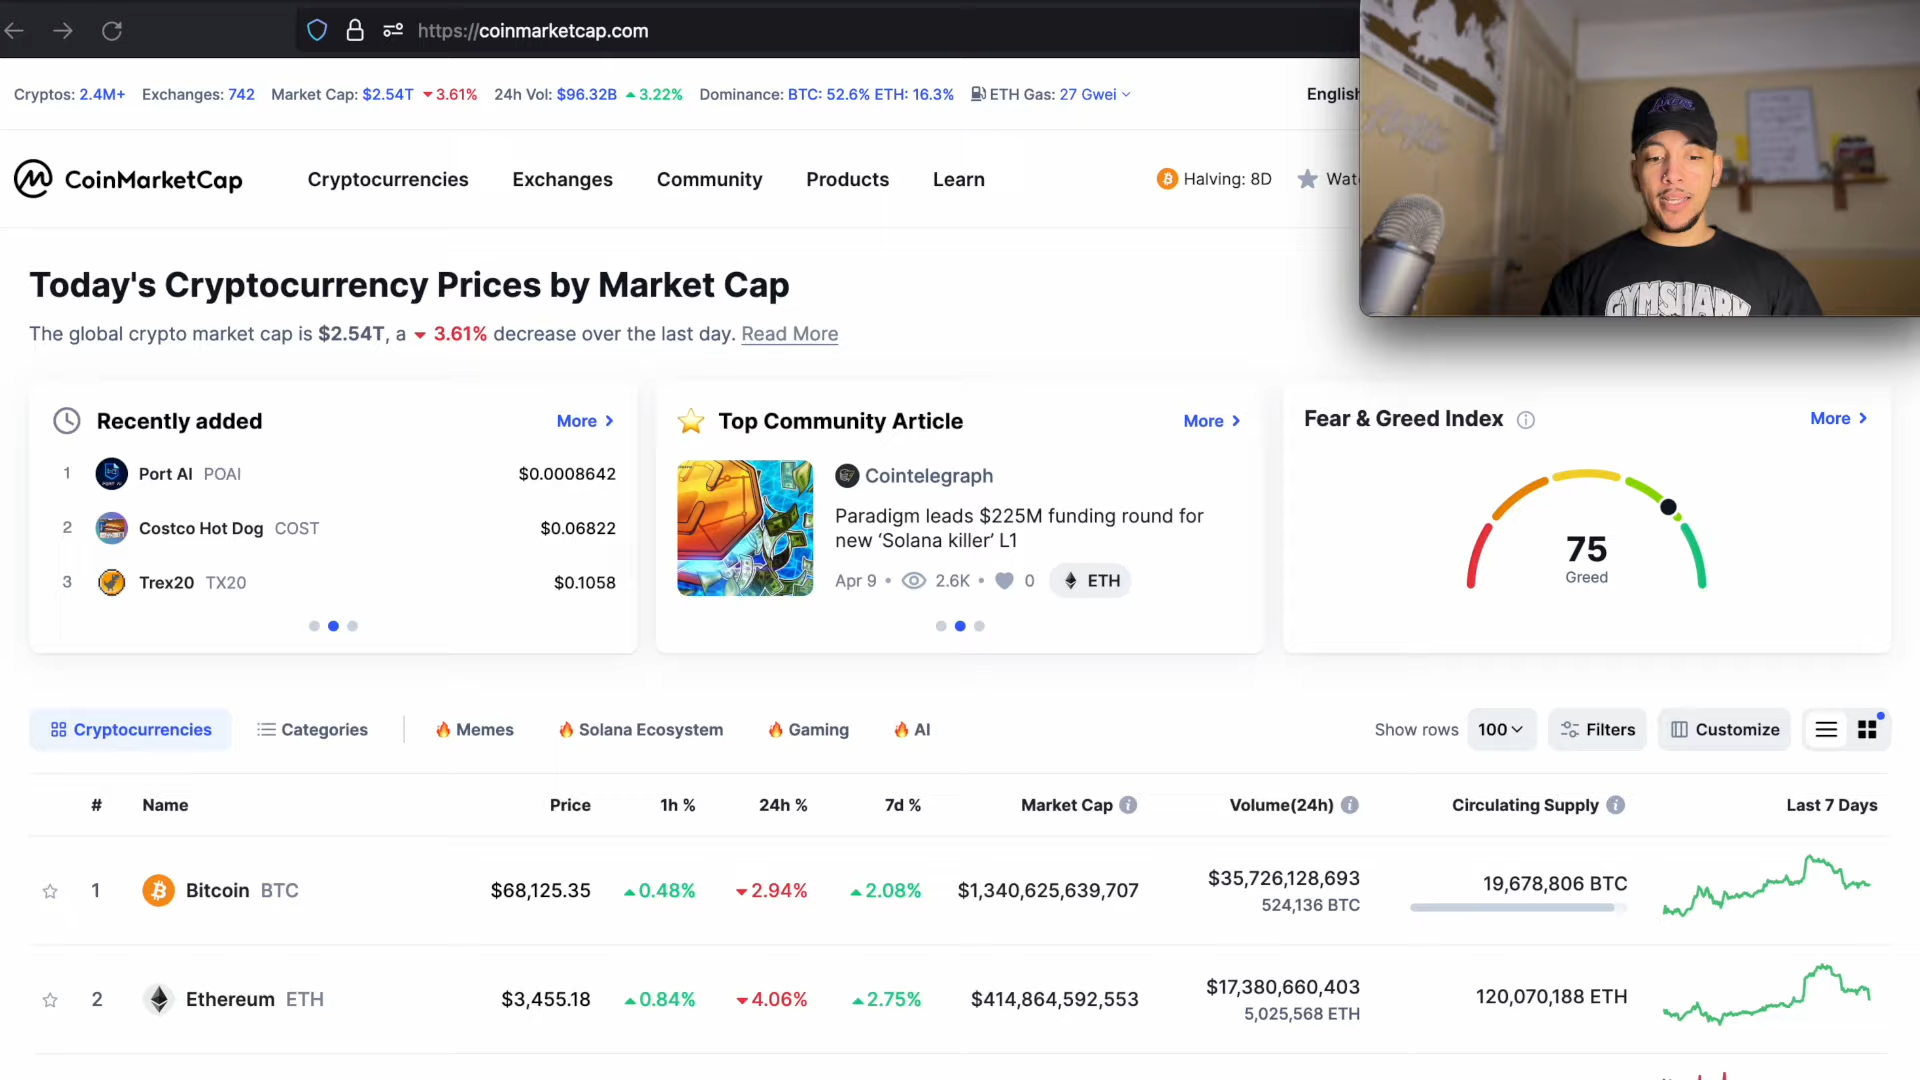 https://coinmarketcap.com
Cryptos: 2.4M+ Exchanges: 742 Market Cap: $2.54T 3.61% 24h Vol: $96.32B 3.22% Dominance: BTC: 52.6% ETH: 16.3% ETH Gas: 27 Gwei English
CoinMarketCap Cryptocurrencies Exchanges Community Products Learn Halving: 8D
GYMSHARK
Today's Cryptocurrency Prices by Market Cap
The global crypto market cap is $2.54T, a 3.61% decrease over the last day. Read More
Recently added More
1 Port AI POAI $0.0008642
2 Costco Hot Dog COST $0.06822
3 Trex20 TX20 $0.1058
Top Community Article More
Cointelegraph
Paradigm leads $225M funding round for
new ‘Solana killer’ L1
Apr 9 • 2.6K • 0 ETH
Fear & Greed Index More
75
Greed
Cryptocurrencies Categories Memes Solana Ecosystem Gaming AI Show rows 100 Filters Customize
# Name Price 1h % 24h % 7d % Market Cap Volume(24h) Circulating Supply Last 7 Days
1 Bitcoin BTC $68,125.35 0.48% 2.94% 2.08% $1,340,625,639,707 $35,726,128,693 19,678,806 BTC
524,136 BTC
2 Ethereum ETH $3,455.18 0.84% 4.06% 2.75% $414,864,592,553 $17,380,660,403 120,070,188 ETH
5,025,568 ETH